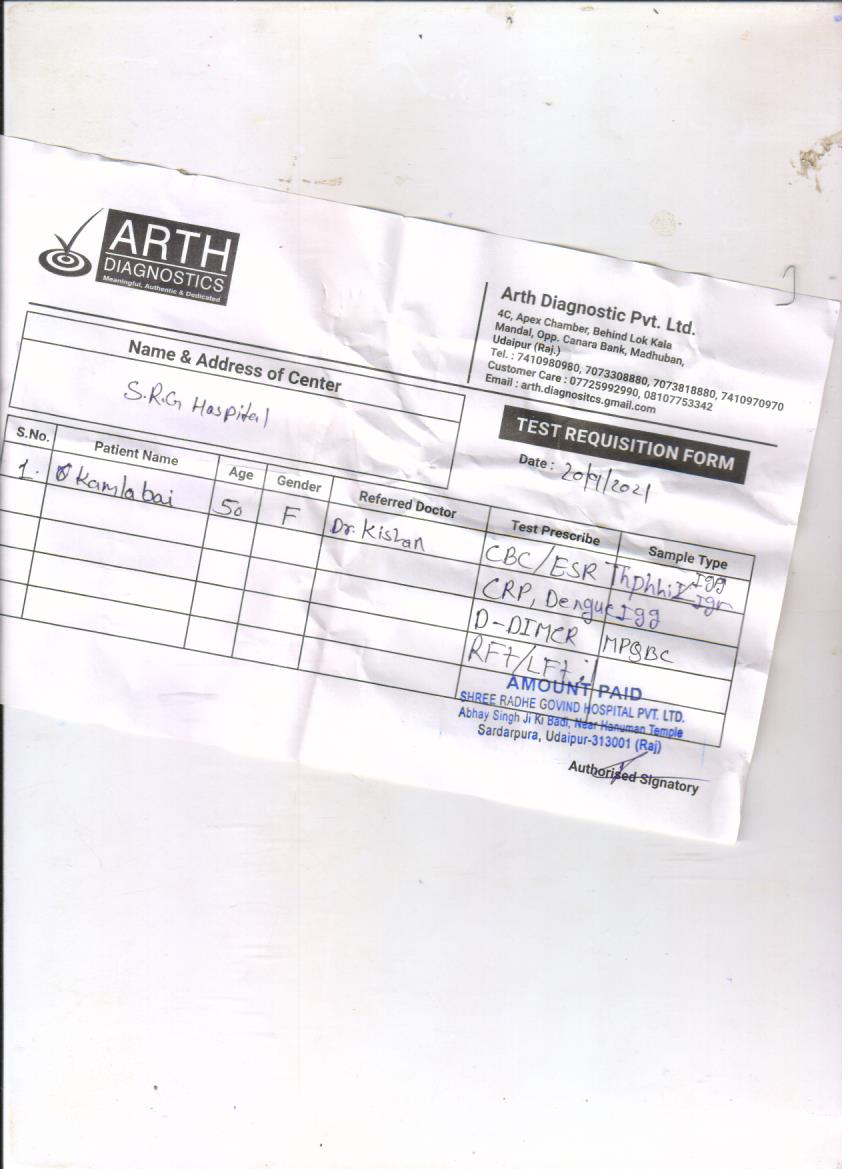 ARTH
DIAGNOSTICS
Meaningful, Authentic & Dedicated
Arth Diagnostic Pvt. Ltd.
4C, Apex Chamber, Behind Lok Kala
Mandal, Opp. Canara Bank, Madhuban,
Udaipur (Raj.)
Tel. : 7410980980, 7073308880, 7073818880, 7410970970
Customer Care : 07725992990, 08107753342
Email : arth.diagnositcs.gmail.com
Name & Address of Center
S.R.G Hospital
TEST REQUISITION FORM
Date : 20/9/2021
S.No. Patient Name Age Gender Referred Doctor Test Prescribe Sample Type
1. Kamlabai 50 F Dr. Kishan CBC/ESR Igg
Igm
CRP, Dengue Igg
D-DIMER MPQBC
RFT/LFT
AMOUNT PAID
SHREE RADHE GOVIND HOSPITAL PVT. LTD.
Abhay Singh Ji Ki Badi, Near Hanuman Temple
Sardarpura, Udaipur-313001 (Raj)
Authorised Signatory